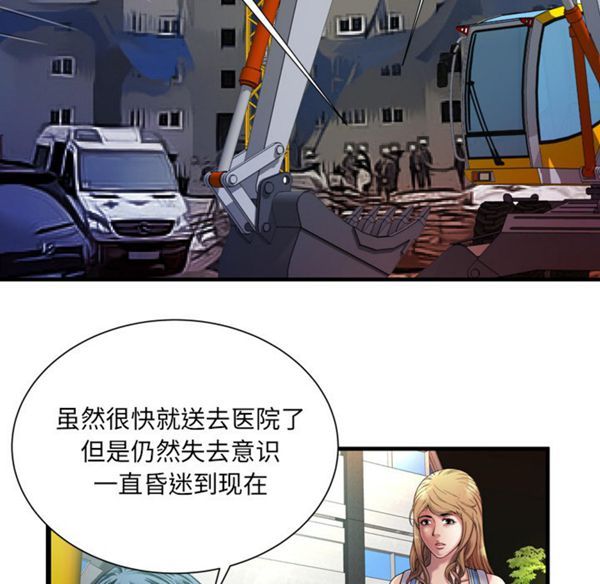 虽然很快就送去医院了
但是仍然失去意识
一直昏迷到现在